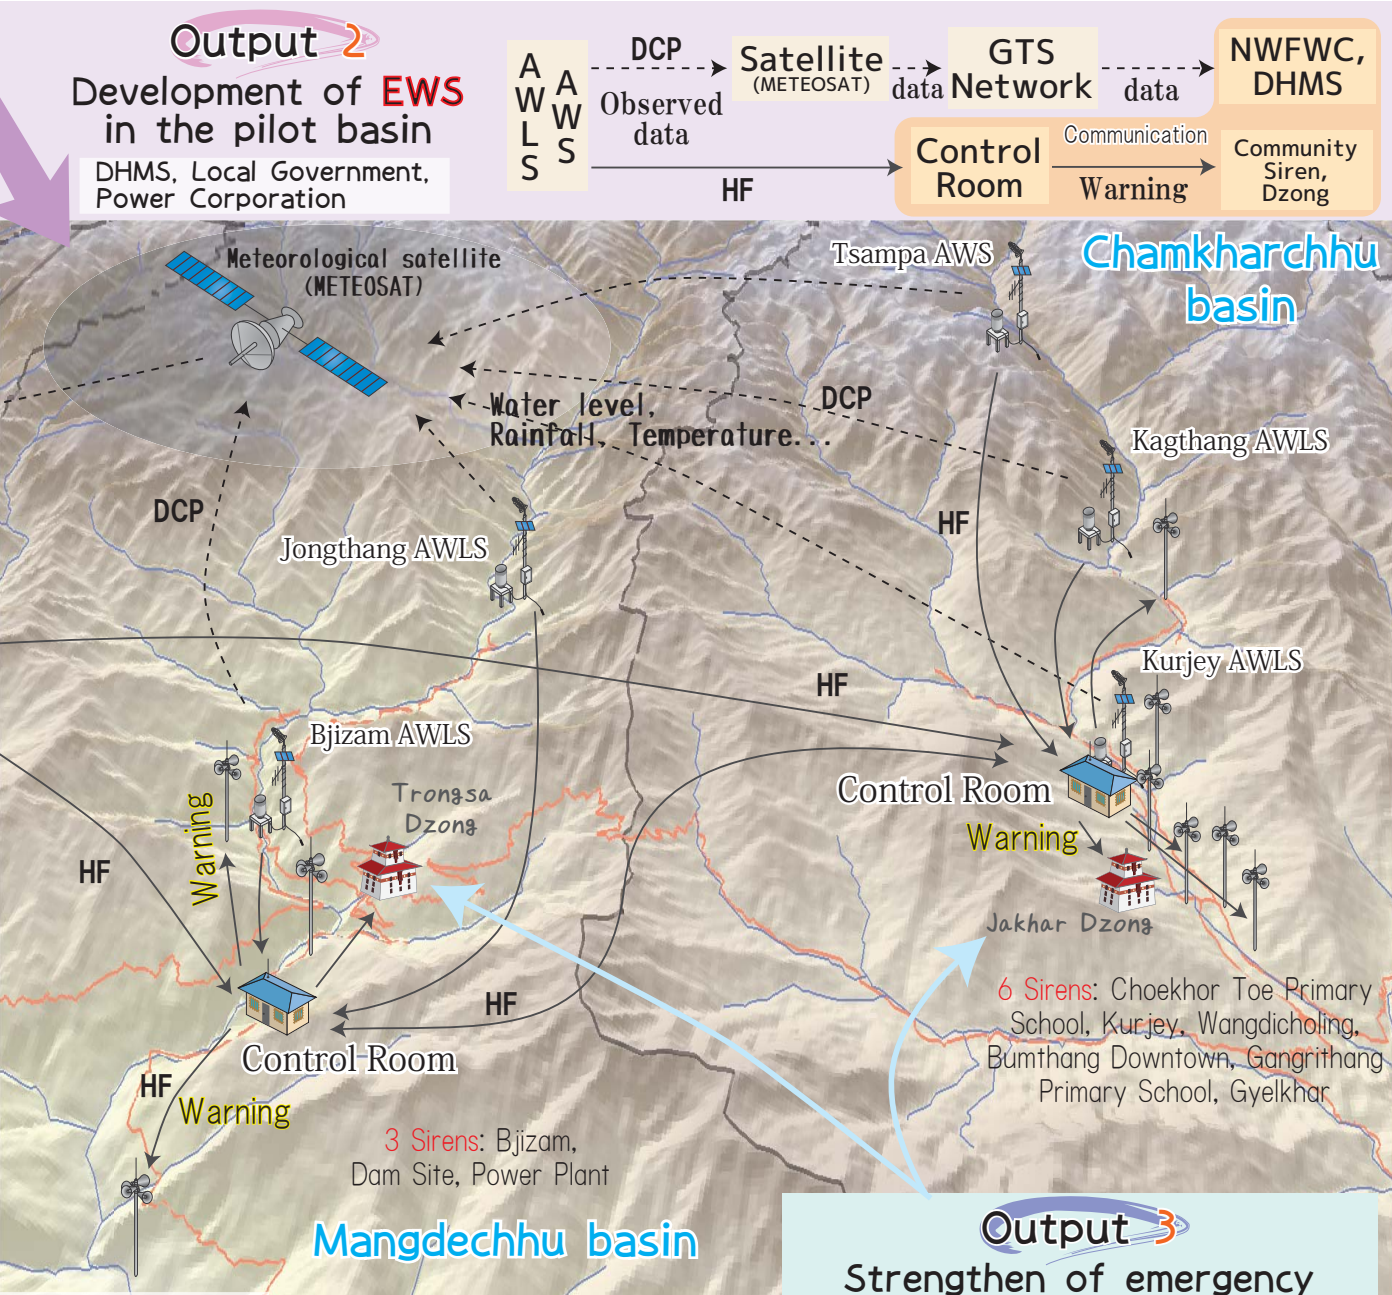 Output 2
Development of EWS
in the pilot basin
DHMS, Local Government,
Power Corporation
AWLS
AWS
DCP
Observed
data
Satellite
(METEOSAT)
data
GTS
Network
data
NWFWC,
DHMS
HF
Control
Room
Communication
Warning
Community
Siren,
Dzong
Meteorological satellite
(METEOSAT)
Tsampa AWS
Chamkharchhu
basin
Water level,
Rainfall, Temperature...
DCP
Kagthang AWLS
DCP
Jongthang AWLS
HF
Kurjey AWLS
HF
Bjizam AWLS
Trongsa
Dzong
Warning
HF
Control Room
Warning
Jakhar Dzong
6 Sirens: Choekhor Toe Primary
School, Kurjey, Wangdicholing,
Bumthang Downtown, Gangrithang
Primary School, Gyelkhar
HF
Control Room
HF
Warning
3 Sirens: Bjizam,
Dam Site, Power Plant
Mangdechhu basin
Output 3
Strengthen of emergency